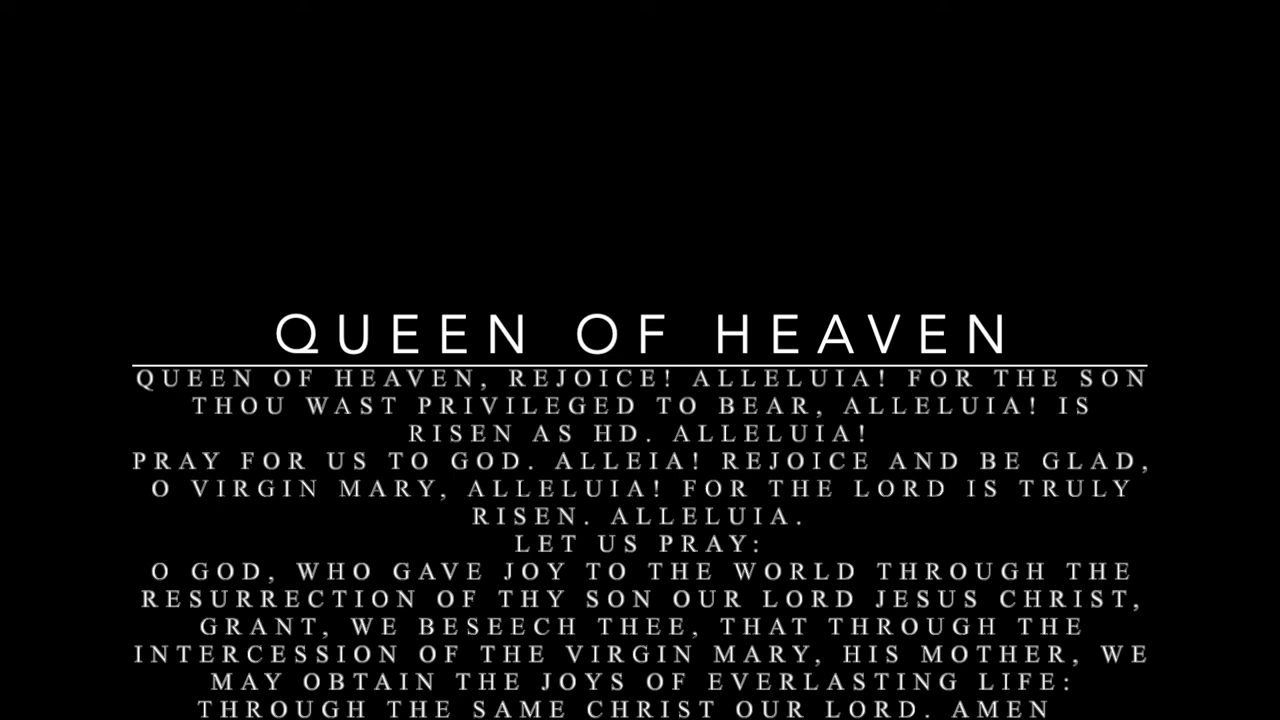 QUEEN OF HEAVEN
QUEEN OF HEAVEN, REJOICE! ALLELUIA! FOR THE SON
THOU WAST PRIVILEGED TO BEAR, ALLELUIA! IS
RISEN AS HD. ALLELUIA!
PRAY FOR US TO GOD. ALLEIA! REJOICE AND BE GLAD,
O VIRGIN MARY, ALLELUIA! FOR THE LORD IS TRULY
RISEN. ALLELUIA.
LET US PRAY:
O GOD, WHO GAVE JOY TO THE WORLD THROUGH THE
RESURRECTION OF THY SON OUR LORD JESUS CHRIST,
GRANT, WE BESEECH THEE, THAT THROUGH THE
INTERCESSION OF THE VIRGIN MARY, HIS MOTHER, WE
MAY OBTAIN THE JOYS OF EVERLASTING LIFE:
THROUGH THE SAME CHRIST OUR LORD. AMEN